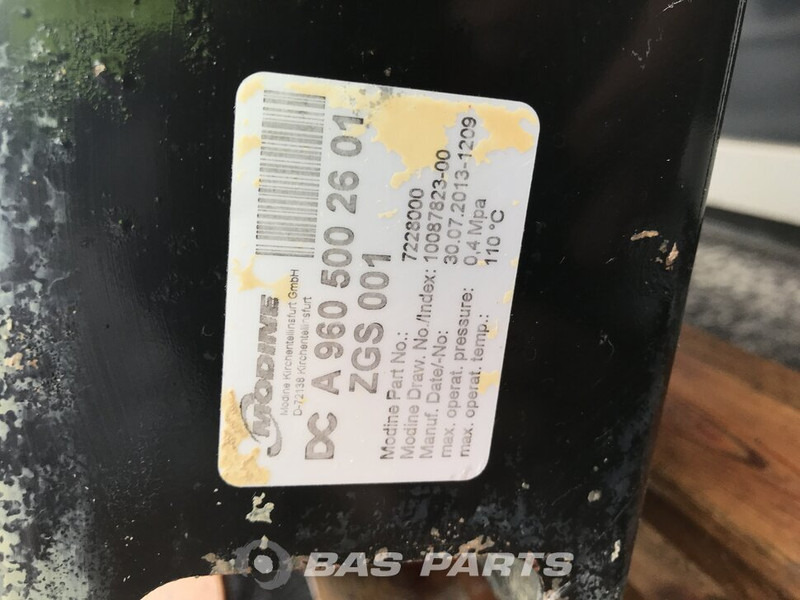 MODINE
Modine Kirchentellinsfurt GmbH
D-72138 Kirchentellinsfurt
DC A 960 500 26 01
ZGS 001
Modine Part No.: 7228000
Modine Draw. No./Index: 10087823-00
Manuf. Date/-No: 30.07.2013-1209
max. operat. pressure: 0,4 Mpa
max. operat. temp.: 110 °C
BAS PARTS